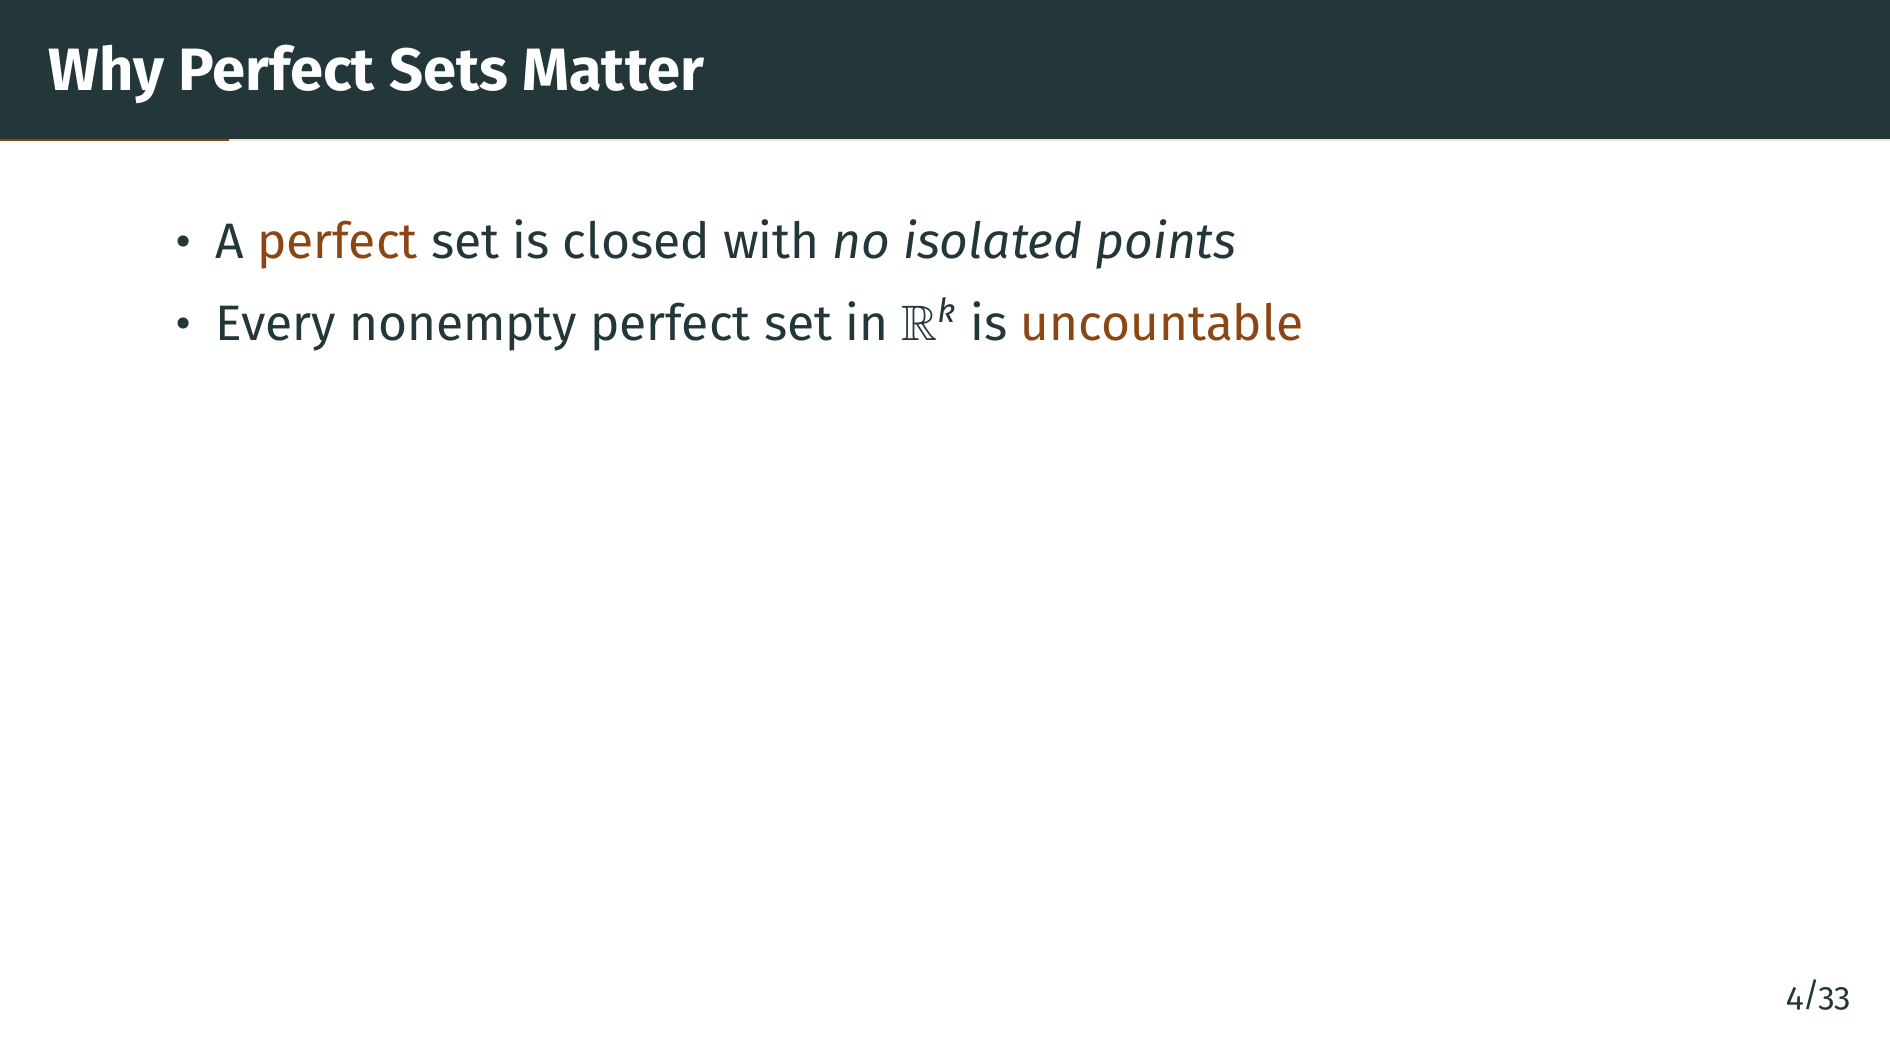 Why Perfect Sets Matter
• A perfect set is closed with no isolated points
• Every nonempty perfect set in ℝᵏ is uncountable
4/33